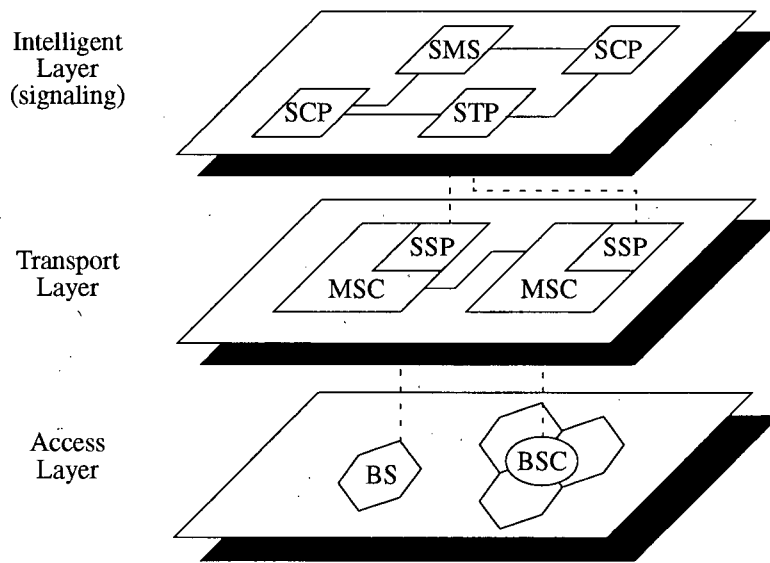 Intelligent
Layer
(signaling)
SMS
SCP
SCP
STP
Transport
Layer
SSP
MSC
SSP
MSC
Access
Layer
BS
BSC